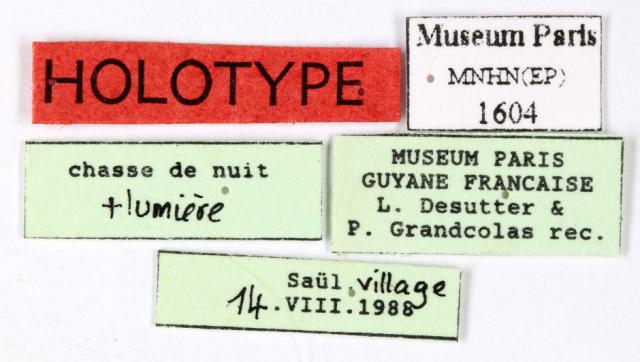 HOLOTYPE
Museum Paris
MNHN(EP)
1604
chasse de nuit
+ lumière
MUSEUM PARIS
GUYANE FRANCAISE
L. Desutter &
P. Grandcolas rec.
Saül, village
14.VIII.1988